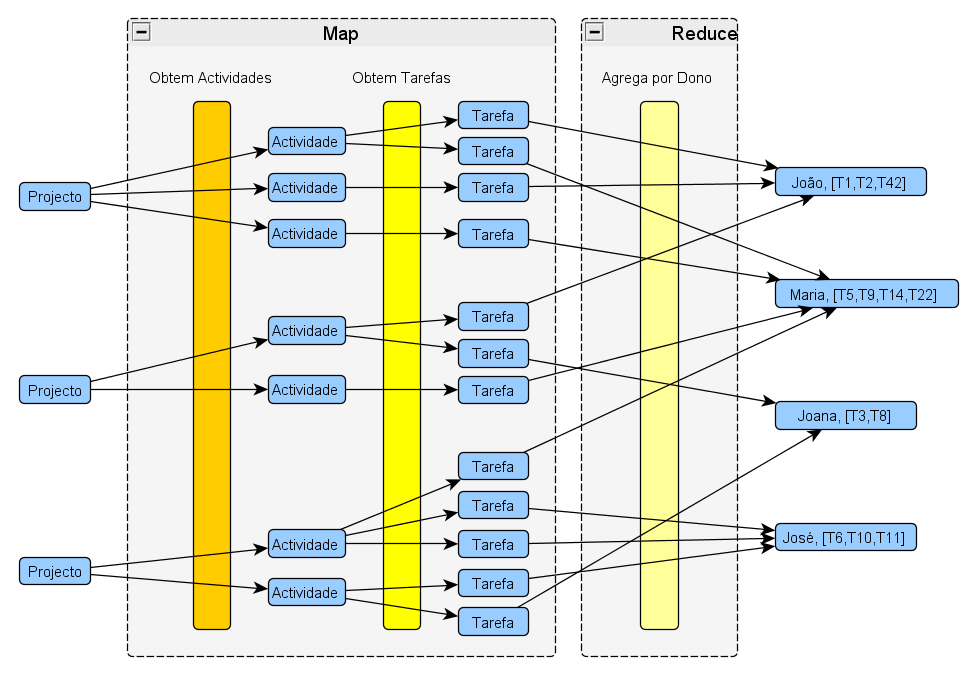 Map
Reduce
Obtem Actividades
Obtem Tarefas
Agrega por Dono
Projecto
Actividade
Actividade
Actividade
Tarefa
Tarefa
Tarefa
Tarefa
João, [T1,T2,T42]
Maria, [T5,T9,T14,T22]
Projecto
Actividade
Actividade
Tarefa
Tarefa
Tarefa
Joana, [T3,T8]
Projecto
Actividade
Actividade
Tarefa
Tarefa
Tarefa
Tarefa
Tarefa
José, [T6,T10,T11]